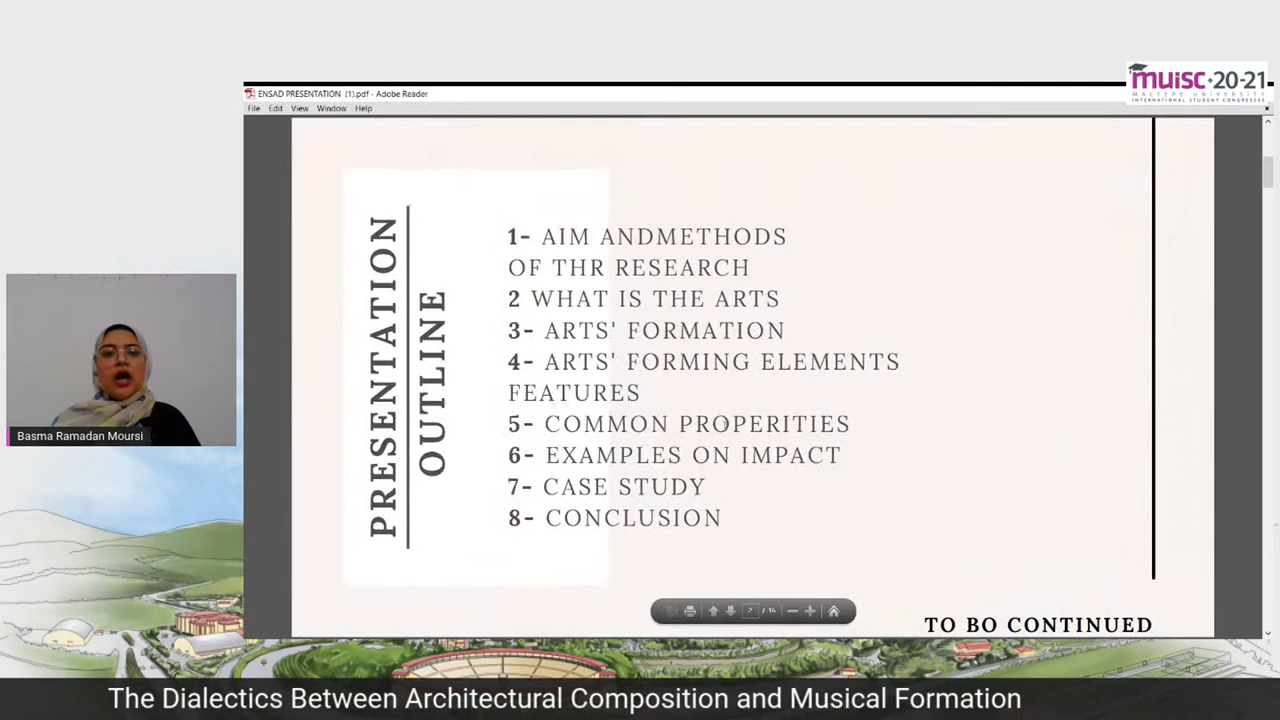 muisc·20-21
MALTEPE UNIVERSITY
INTERNATIONAL STUDENT CONGRESSES
ENSAD PRESENTATION (1).pdf - Adobe Reader
File Edit View Window Help
PRESENTATION
OUTLINE
1- AIM ANDMETHODS
OF THR RESEARCH
2 WHAT IS THE ARTS
3- ARTS' FORMATION
4- ARTS' FORMING ELEMENTS
FEATURES
5- COMMON PROPERITIES
6- EXAMPLES ON IMPACT
7- CASE STUDY
8- CONCLUSION
2 / 16
TO BO CONTINUED
Basma Ramadan Moursi
The Dialectics Between Architectural Composition and Musical Formation